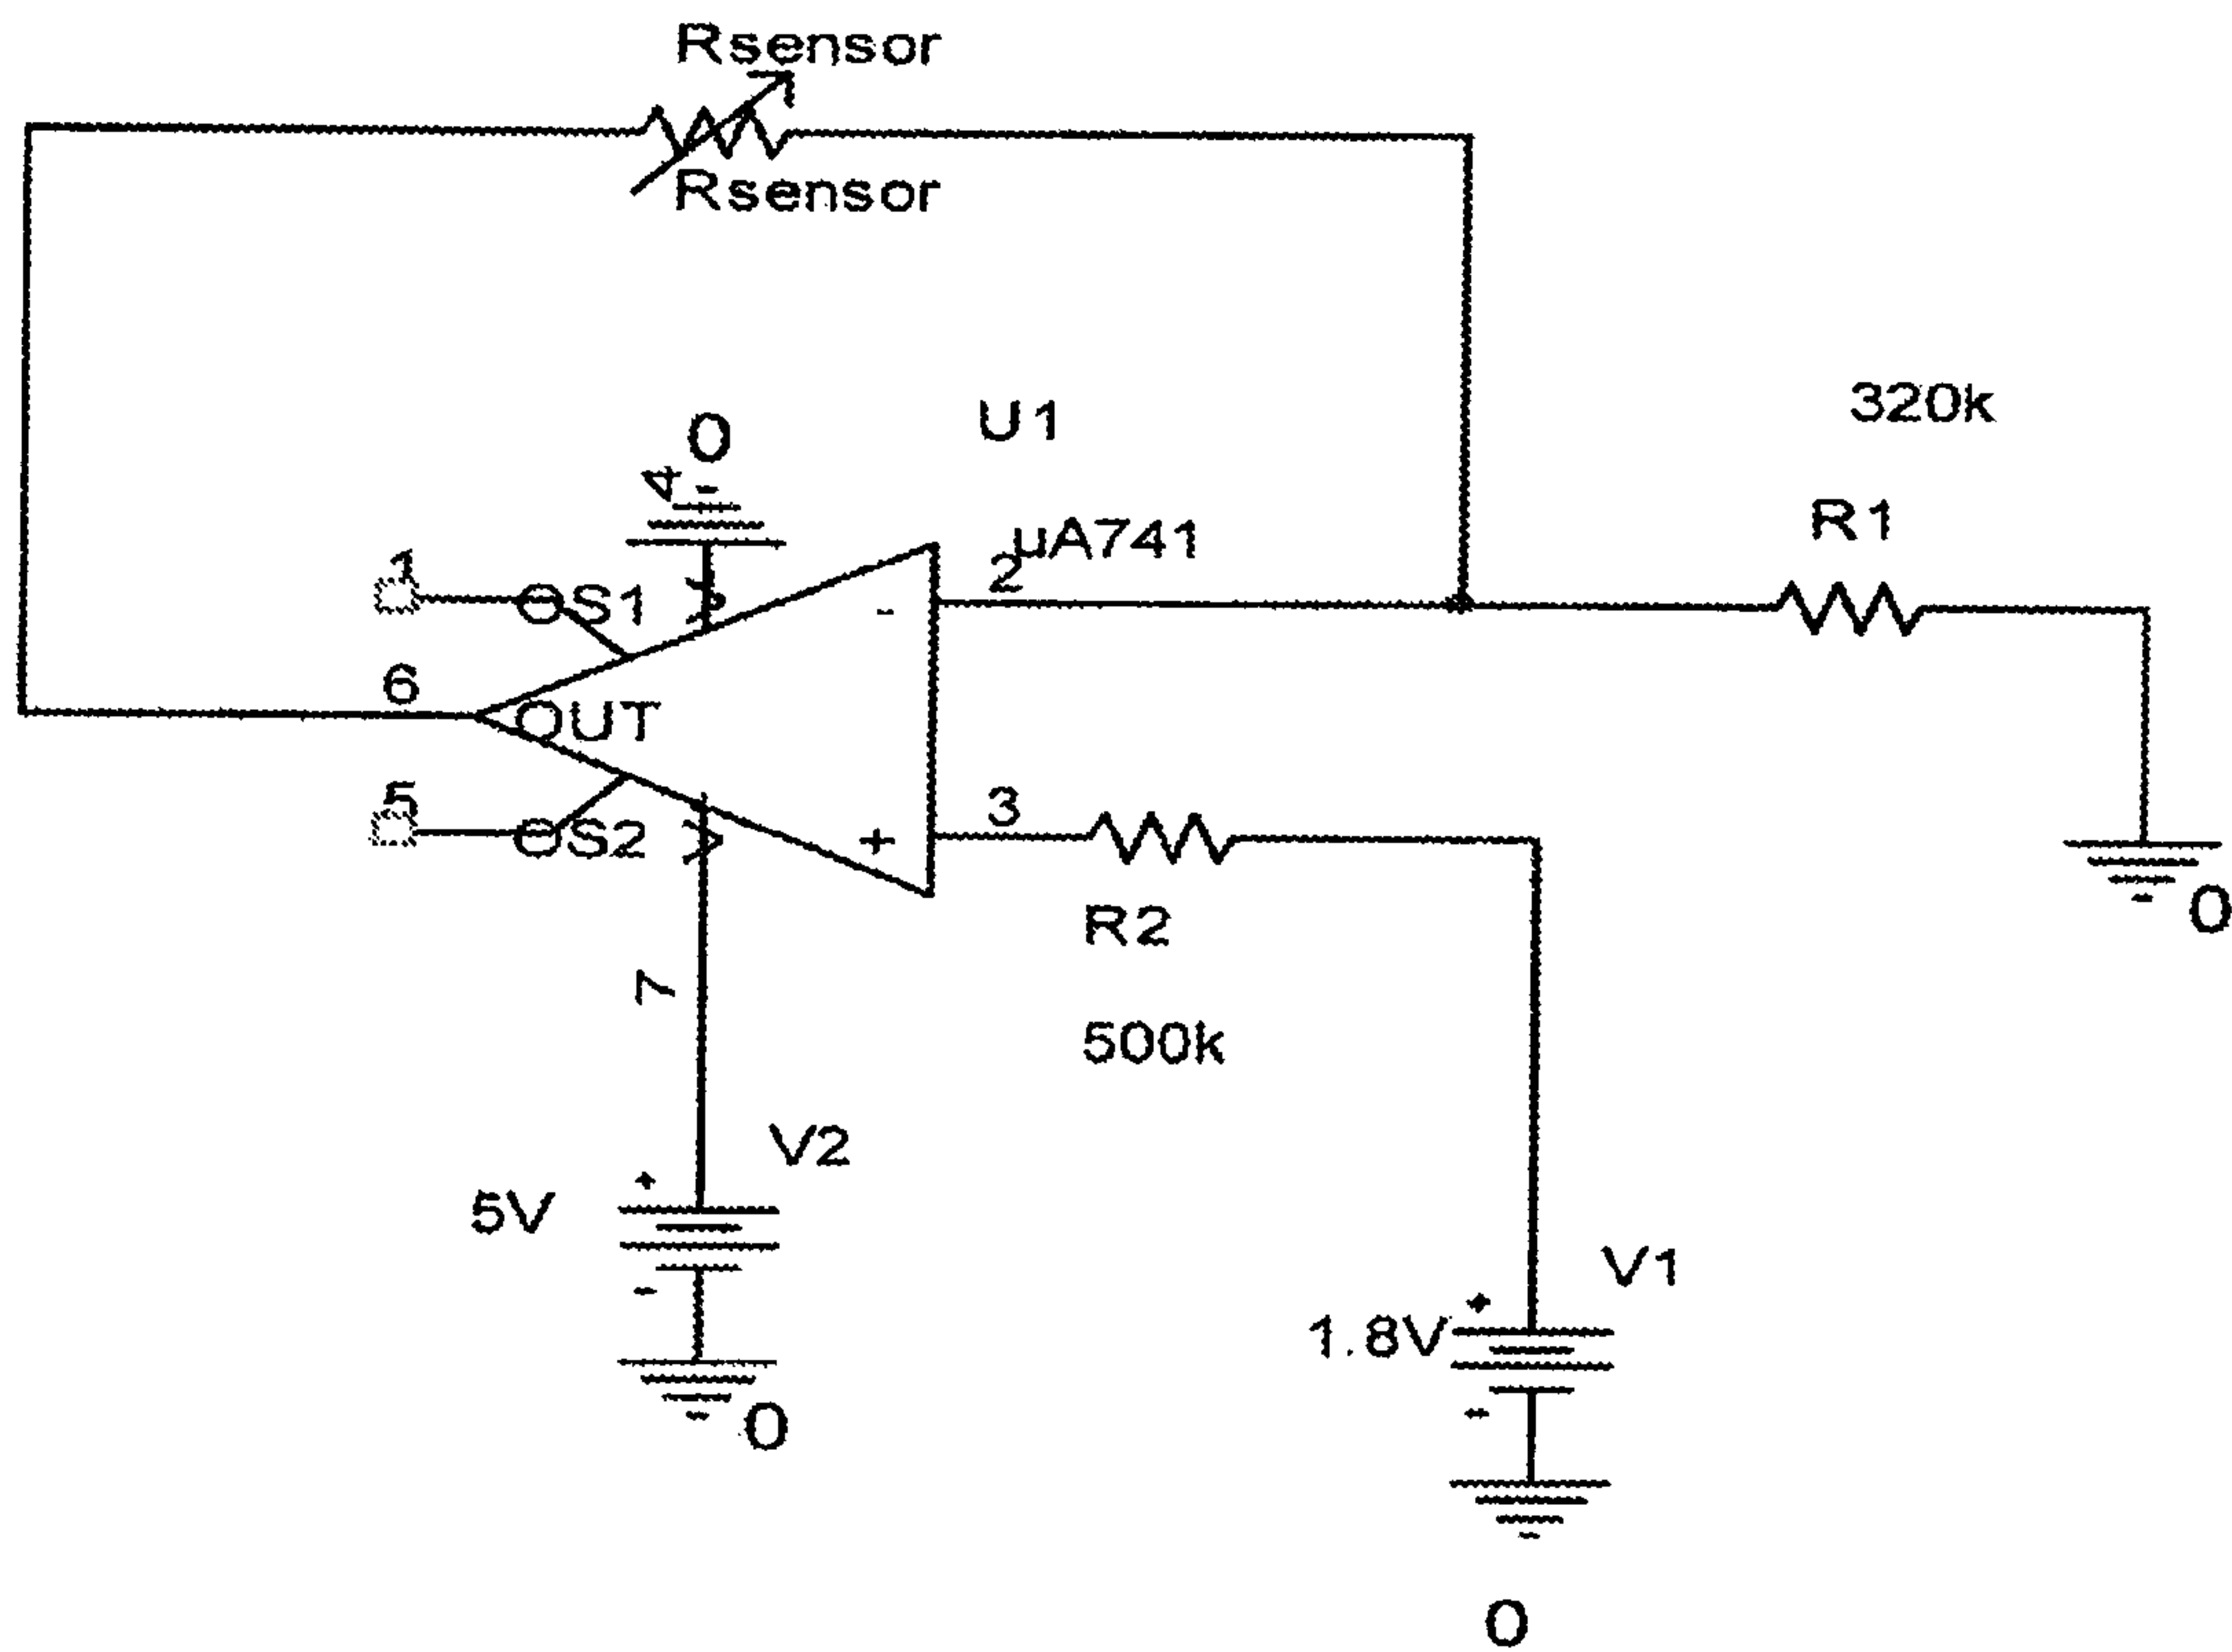 Rsensor
Rsensor
320k
U1
0
4
R1
µA741
2
1
OS1
-
6
OUT
5
3
OS2
+
0
R2
7
500k
V2
+
5V
V1
-
+
1.8V
0
-
0